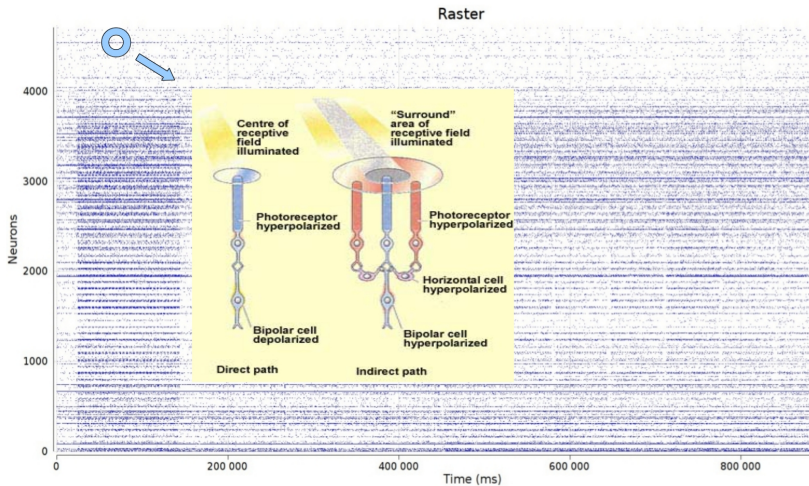 Raster
Neurons
4000
3000
2000
1000
0
Centre of
receptive
field
illuminated
“Surround”
area of
receptive field
illuminated
Photoreceptor
hyperpolarized
Photoreceptor
hyperpolarized
Horizontal cell
hyperpolarized
Bipolar cell
depolarized
Bipolar cell
hyperpolarized
Direct path
Indirect path
0
200 000
400 000
600 000
800 000
Time (ms)